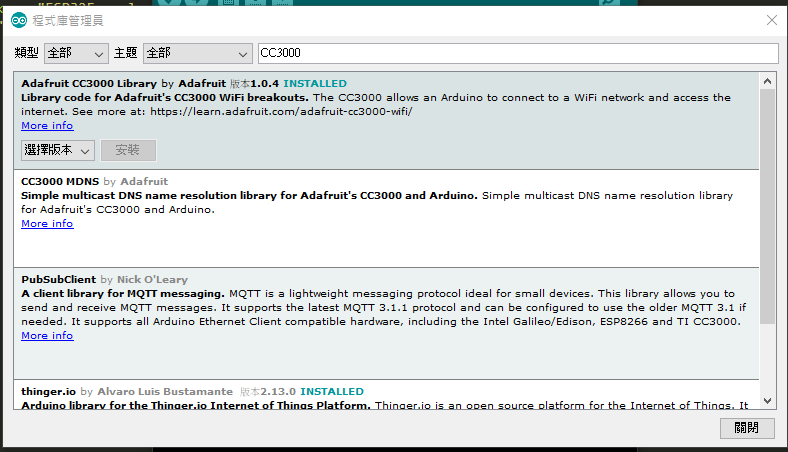 程式庫管理員
類型 全部 主題 全部 CC3000
Adafruit CC3000 Library by Adafruit 版本1.0.4 INSTALLED
Library code for Adafruit's CC3000 WiFi breakouts. The CC3000 allows an Arduino to connect to a WiFi network and access the
internet. See more at: https://learn.adafruit.com/adafruit-cc3000-wifi/
More info
選擇版本 安裝
CC3000 MDNS by Adafruit
Simple multicast DNS name resolution library for Adafruit's CC3000 and Arduino. Simple multicast DNS name resolution library
for Adafruit's CC3000 and Arduino.
More info
PubSubClient by Nick O'Leary
A client library for MQTT messaging. MQTT is a lightweight messaging protocol ideal for small devices. This library allows you to
send and receive MQTT messages. It supports the latest MQTT 3.1.1 protocol and can be configured to use the older MQTT 3.1 if
needed. It supports all Arduino Ethernet Client compatible hardware, including the Intel Galileo/Edison, ESP8266 and TI CC3000.
More info
thinger.io by Alvaro Luis Bustamante 版本2.13.0 INSTALLED
Arduino library for the Thinger.io Internet of Things Platform. Thinger.io is an open source platform for the Internet of Things. It
關閉